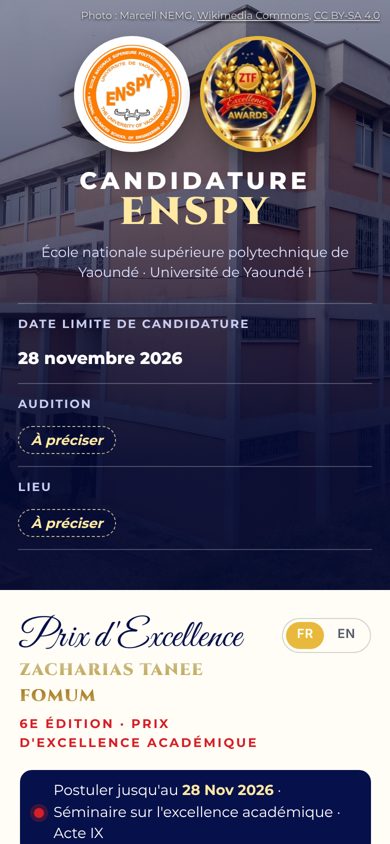 Photo : Marcell NEMG, Wikimedia Commons, CC BY-SA 4.0
ENSPY
ZTF
Excellence
AWARDS
CANDIDATURE
ENSPY
École nationale supérieure polytechnique de
Yaoundé · Université de Yaoundé I
DATE LIMITE DE CANDIDATURE
28 novembre 2026
AUDITION
À préciser
LIEU
À préciser
Prix d'Excellence
FR EN
ZACHARIAS TANEE
FOMUM
6E ÉDITION · PRIX
D'EXCELLENCE ACADÉMIQUE
Postuler jusqu'au 28 Nov 2026 ·
Séminaire sur l'excellence académique ·
Acte IX